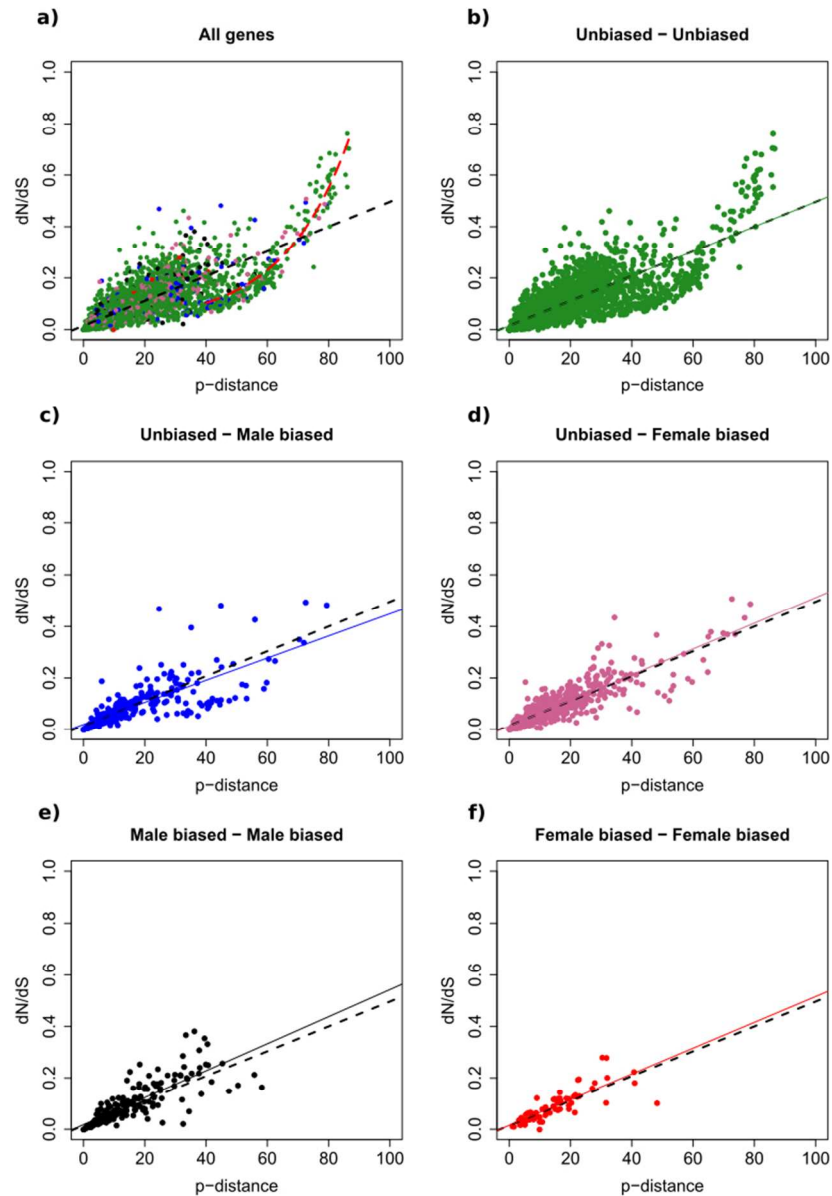 a)
All genes
dN/dS
1.0
0.8
0.6
0.4
0.2
0.0
0 20 40 60 80 100
p−distance
b)
Unbiased − Unbiased
dN/dS
1.0
0.8
0.6
0.4
0.2
0.0
0 20 40 60 80 100
p−distance
c)
Unbiased − Male biased
dN/dS
1.0
0.8
0.6
0.4
0.2
0.0
0 20 40 60 80 100
p−distance
d)
Unbiased − Female biased
dN/dS
1.0
0.8
0.6
0.4
0.2
0.0
0 20 40 60 80 100
p−distance
e)
Male biased − Male biased
dN/dS
1.0
0.8
0.6
0.4
0.2
0.0
0 20 40 60 80 100
p−distance
f)
Female biased − Female biased
dN/dS
1.0
0.8
0.6
0.4
0.2
0.0
0 20 40 60 80 100
p−distance